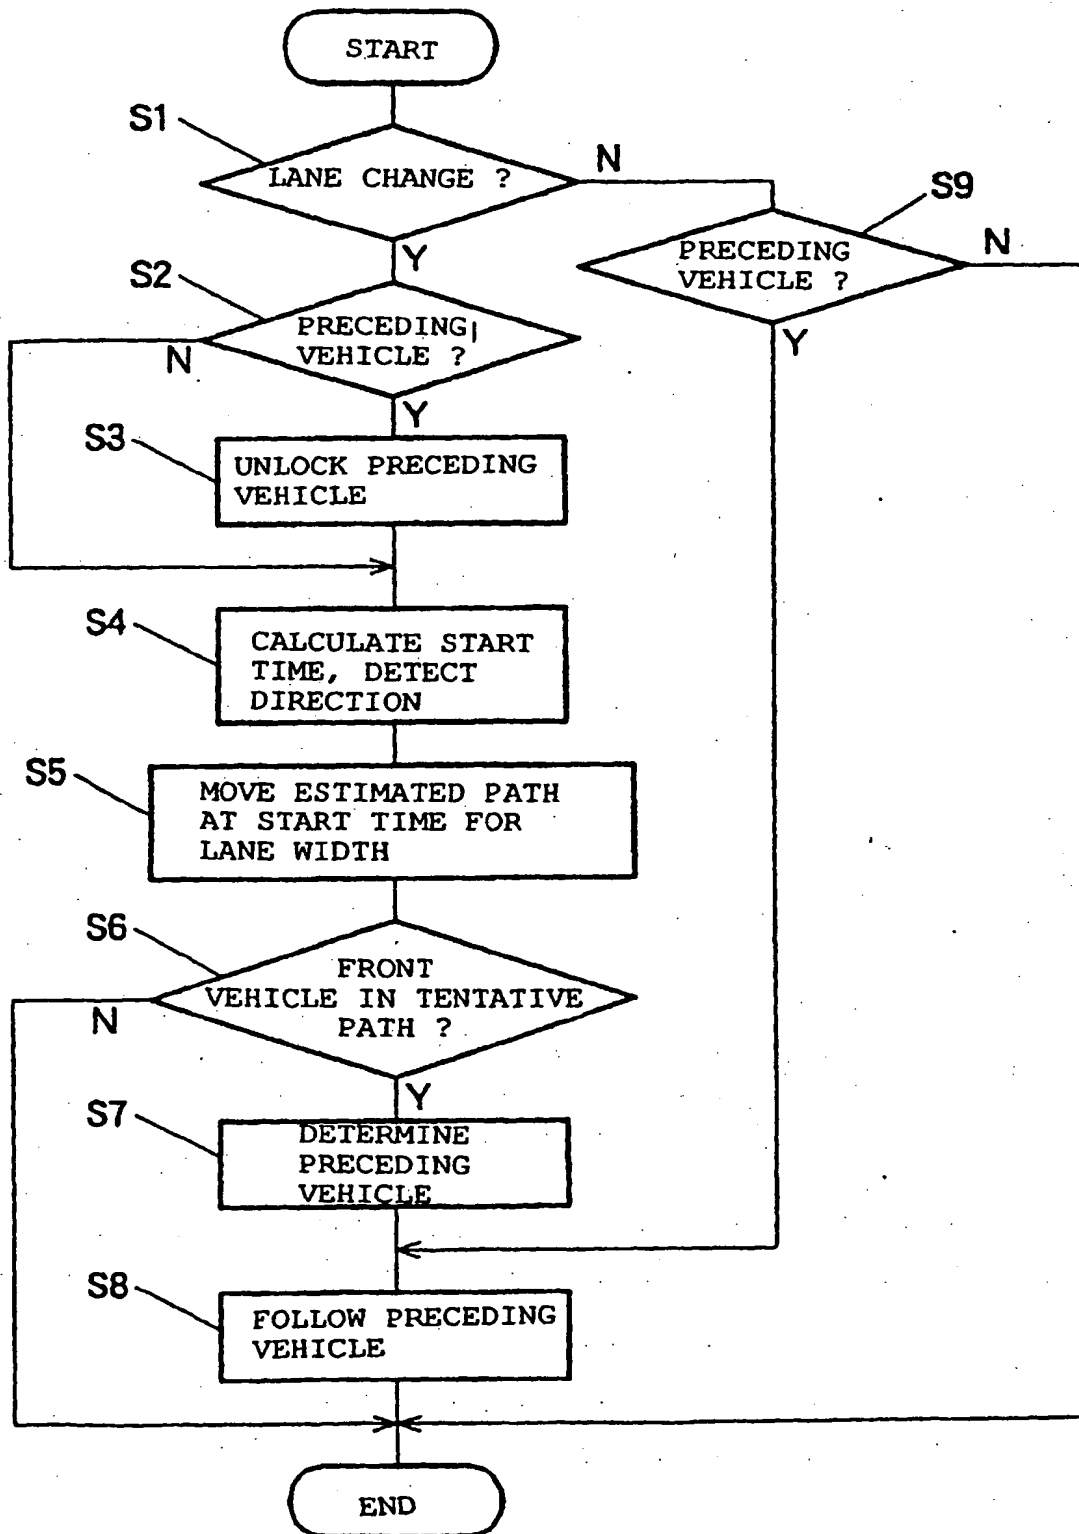 START
S1
LANE CHANGE ?
N
S9
PRECEDING
VEHICLE ?
N
Y
Y
S2
PRECEDING
VEHICLE ?
N
Y
S3
UNLOCK PRECEDING
VEHICLE
S4
CALCULATE START
TIME, DETECT
DIRECTION
S5
MOVE ESTIMATED PATH
AT START TIME FOR
LANE WIDTH
S6
FRONT
VEHICLE IN TENTATIVE
PATH ?
N
Y
S7
DETERMINE
PRECEDING
VEHICLE
S8
FOLLOW PRECEDING
VEHICLE
END